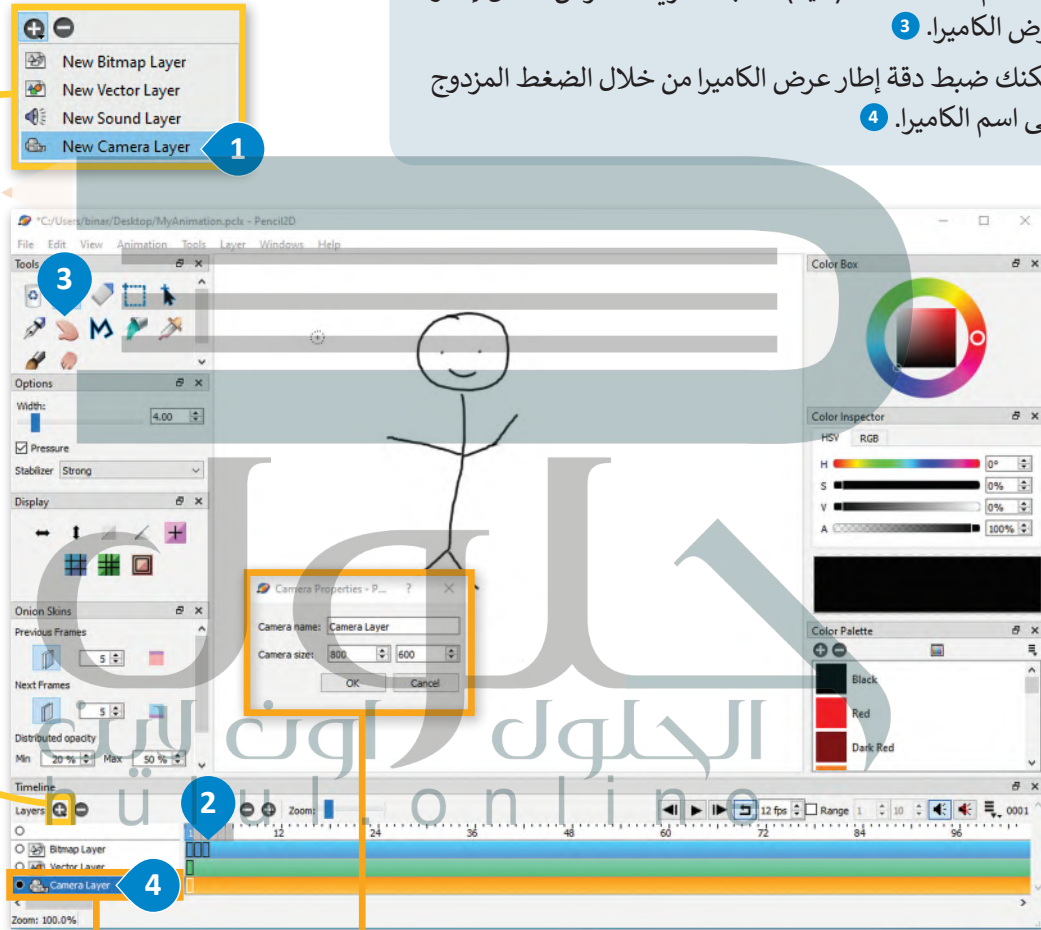 New Bitmap Layer
New Vector Layer
New Sound Layer
New Camera Layer
1
رض الكاميرا. 3
كنك ضبط دقة إطار عرض الكاميرا من خلال الضغط المزدوج
ى اسم الكاميرا. 4
*C:/Users/binar/Desktop/MyAnimation.pclx - Pencil2D
File Edit View Animation Tools Layer Windows Help
Tools
3
Options
Width:
4.00
Pressure
Stabilizer Strong
Display
Onion Skins
Previous Frames
5
Next Frames
5
Distributed opacity
Min 20 % Max 50 %
Camera Properties - P... ?
Camera name: Camera Layer
Camera size: 800 600
OK Cancel
Color Box
Color Inspector
HSV RGB
H 0°
S 0%
V 0%
A 100%
Color Palette
Black
Red
Dark Red
حلول
الحلول اون لاين
hulul.online
Timeline
Layers: 2 Zoom: 12 fps Range 1 10 0001
1 12 24 36 48 60 72 84 96
Bitmap Layer
Vector Layer
Camera Layer 4
Zoom: 100.0%